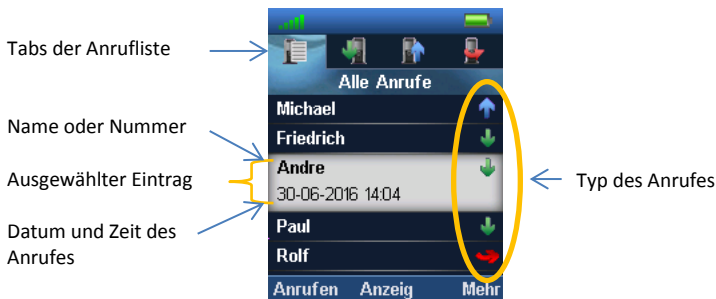 Tabs der Anrufliste
Alle Anrufe
Michael
Name oder Nummer
Friedrich
Andre
Ausgewählter Eintrag
Typ des Anrufes
30-06-2016 14:04
Datum und Zeit des
Anrufes
Paul
Rolf
Anrufen Anzeig Mehr